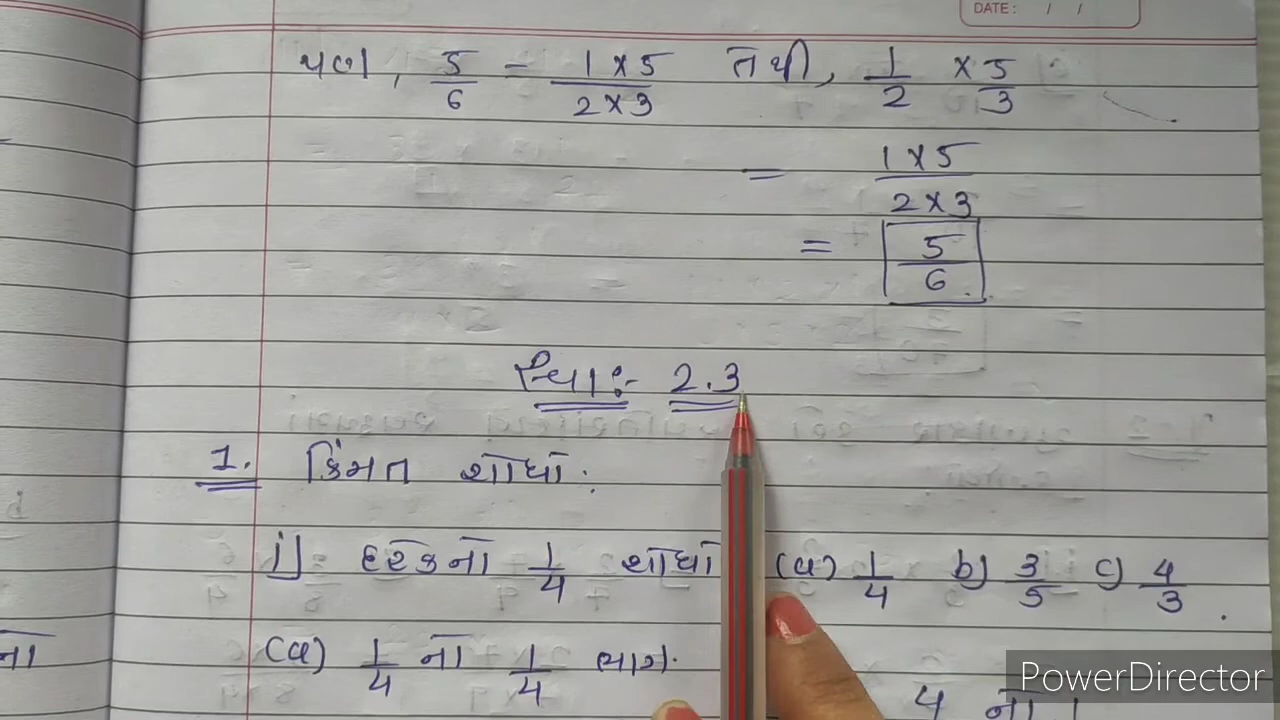 DATE: / /
પણ, 5/6 = 1×5/2×3 તેથી, 1/2 × 5/3
= 1×5/2×3
= 5/6
સ્વા:- 2.3
1. કિંમત શોધો:
i) દરેકના 1/4 શોધો (a) 1/4 b) 3/5 c) 4/3.
(a) 1/4 ના 1/4 ભાગ.
ના
PowerDirector